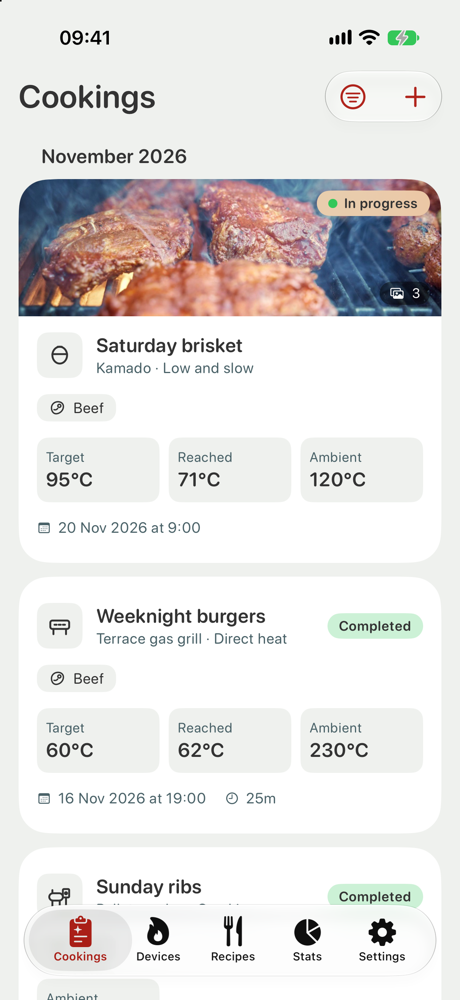 09:41
Cookings
November 2026
In progress
3
Saturday brisket
Kamado · Low and slow
Beef
Target
Reached
Ambient
95°C
71°C
120°C
20 Nov 2026 at 9:00
Weeknight burgers
Completed
Terrace gas grill · Direct heat
Beef
Target
Reached
Ambient
60°C
62°C
230°C
16 Nov 2026 at 19:00
25m
Sunday ribs
Completed
Cookings
Devices
Recipes
Stats
Settings
Ambient